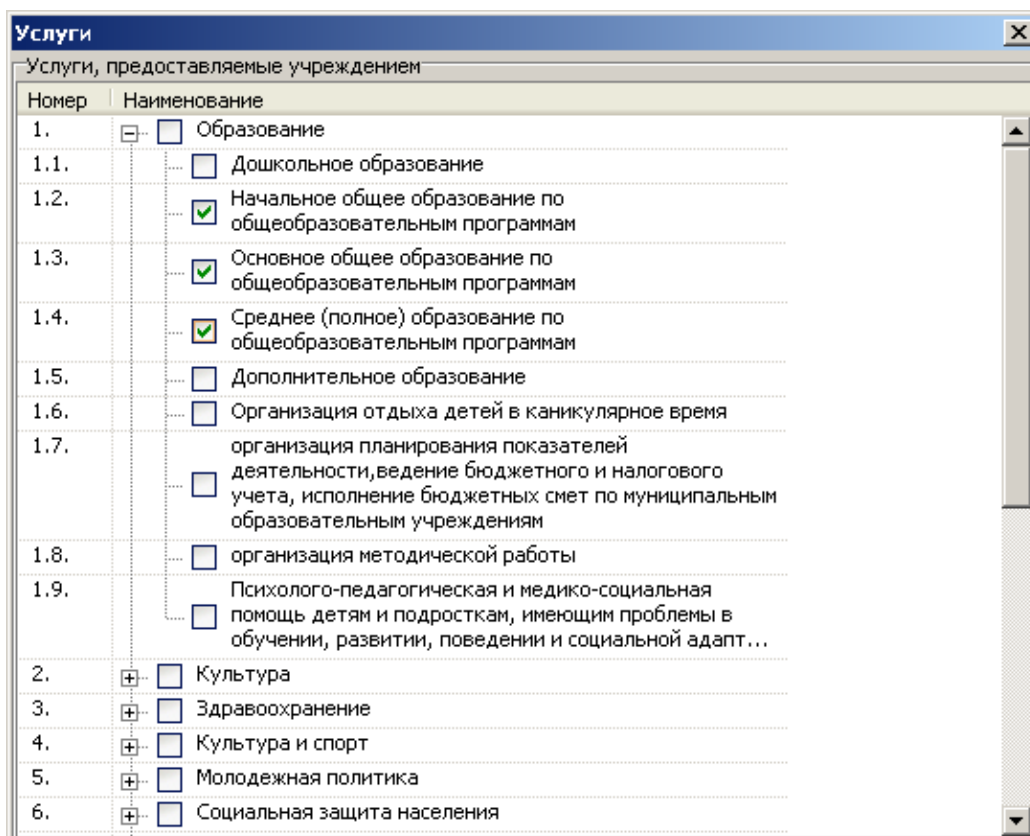 Услуги
Услуги, предоставляемые учреждением
Номер Наименование
1. Образование
1.1. Дошкольное образование
1.2. Начальное общее образование по
общеобразовательным программам
1.3. Основное общее образование по
общеобразовательным программам
1.4. Среднее (полное) образование по
общеобразовательным программам
1.5. Дополнительное образование
1.6. Организация отдыха детей в каникулярное время
1.7. организация планирования показателей
деятельности,ведение бюджетного и налогового
учета, исполнение бюджетных смет по муниципальным
образовательным учреждениям
1.8. организация методической работы
1.9. Психолого-педагогическая и медико-социальная
помощь детям и подросткам, имеющим проблемы в
обучении, развитии, поведении и социальной адапт...
2. Культура
3. Здравоохранение
4. Культура и спорт
5. Молодежная политика
6. Социальная защита населения